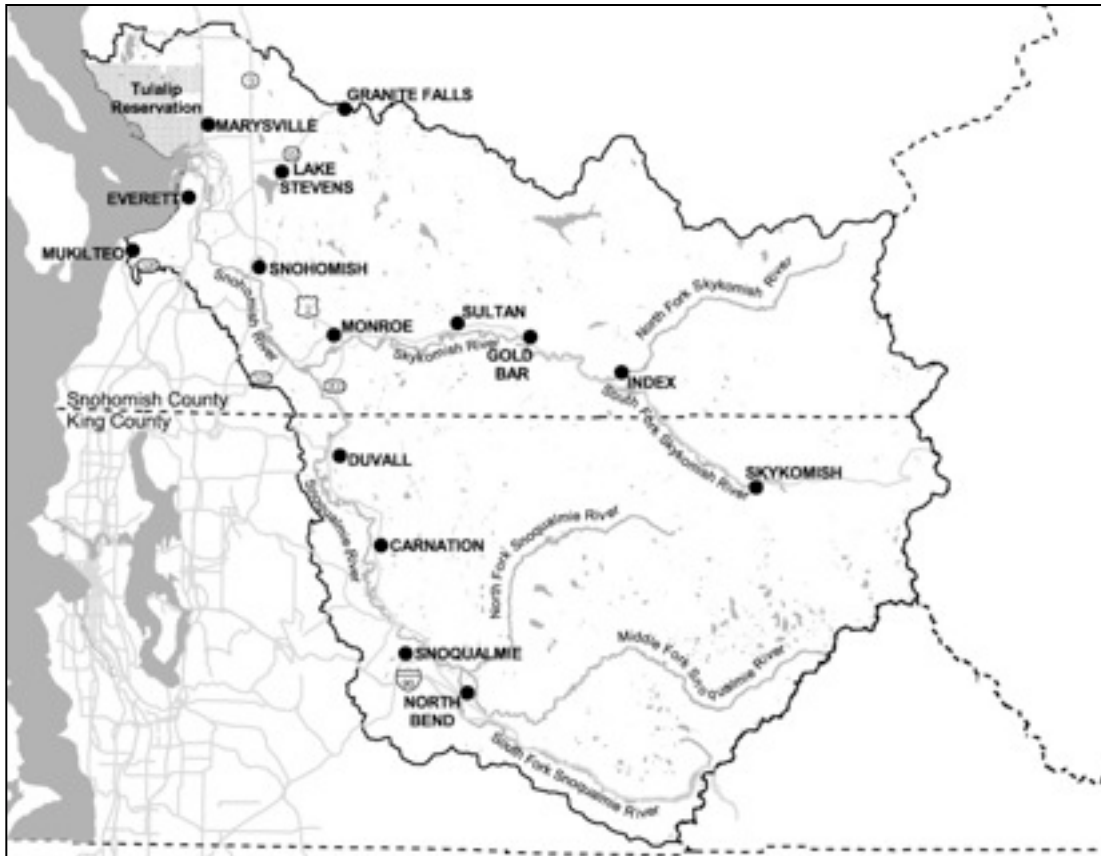 Tulalip
Reservation
GRANITE FALLS
MARYSVILLE
LAKE
STEVENS
EVERETT
MUKILTEO
SNOHOMISH
Snohomish River
2
MONROE
SULTAN
Skykomish River
GOLD
BAR
North Fork Skykomish River
INDEX
South Fork Skykomish River
Snohomish County
King County
DUVALL
SKYKOMISH
Snoqualmie River
CARNATION
North Fork Snoqualmie River
SNOQUALMIE
Middle Fork Snoqualmie River
90
NORTH
BEND
South Fork Snoqualmie River